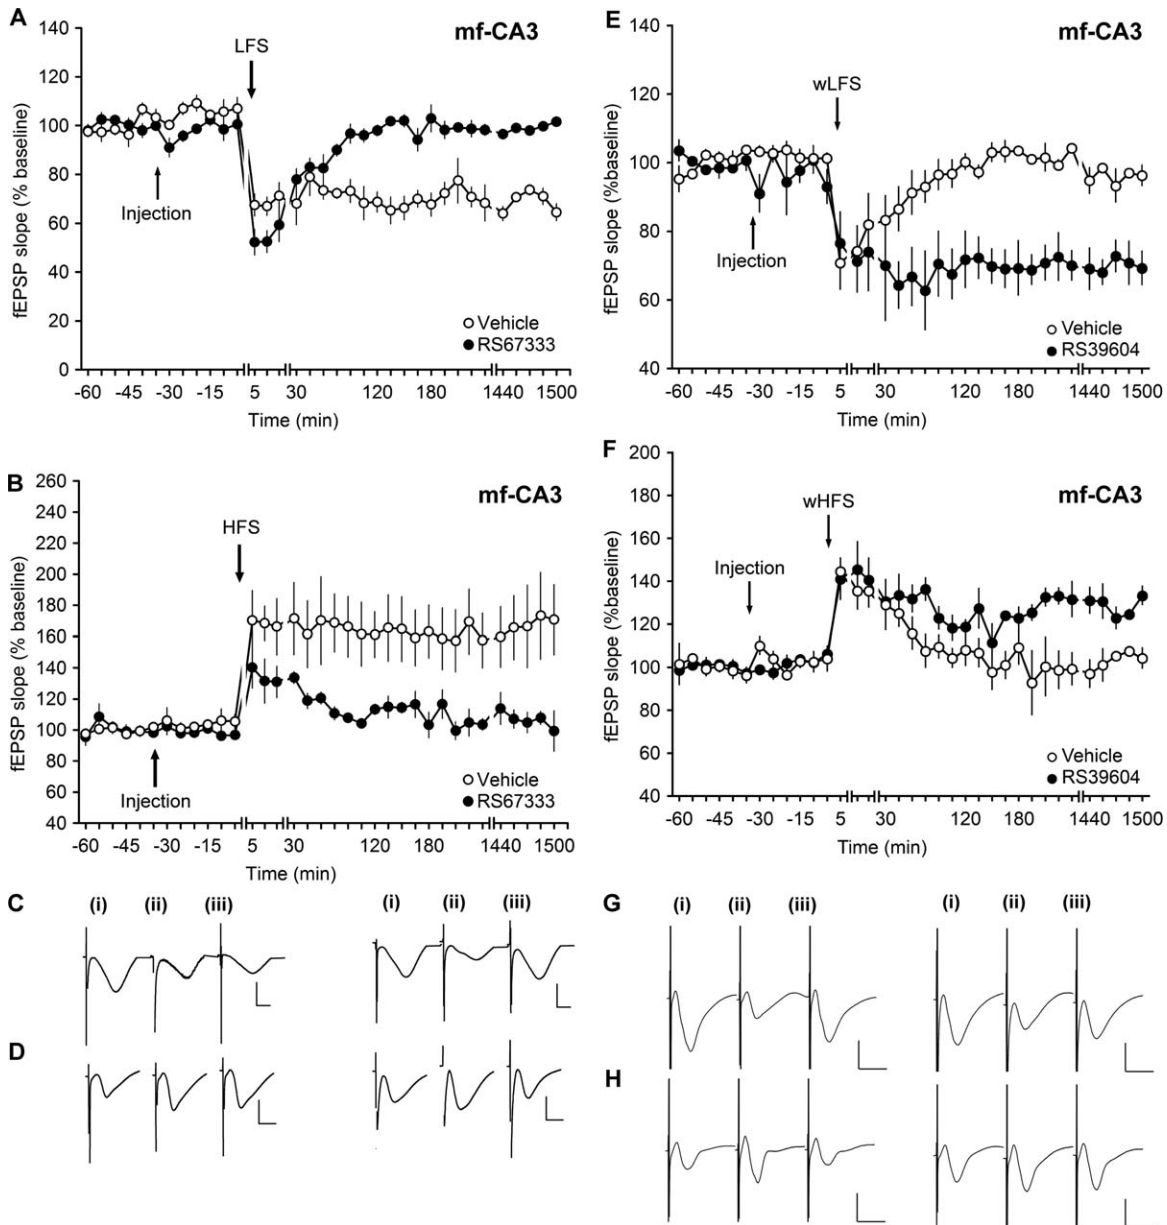 A
mf-CA3
LFS
fEPSP slope (% baseline)
140
120
100
80
60
40
20
0
Injection
Vehicle
RS67333
-60 -45 -30 -15 5 30 120 180 1440 1500
Time (min)
B
mf-CA3
HFS
fEPSP slope (% baseline)
260
240
220
200
180
160
140
120
100
80
60
40
Injection
Vehicle
RS67333
-60 -45 -30 -15 5 30 120 180 1440 1500
Time (min)
C
(i) (ii) (iii) (i) (ii) (iii)
D
E
mf-CA3
wLFS
fEPSP slope (%baseline)
140
120
100
80
60
40
Injection
Vehicle
RS39604
-60 -45 -30 -15 5 30 120 180 1440 1500
Time (min)
F
mf-CA3
wHFS
fEPSP slope (%baseline)
200
180
160
140
120
100
80
60
40
Injection
Vehicle
RS39604
-60 -45 -30 -15 5 30 120 180 1440 1500
Time (min)
G
(i) (ii) (iii) (i) (ii) (iii)
H